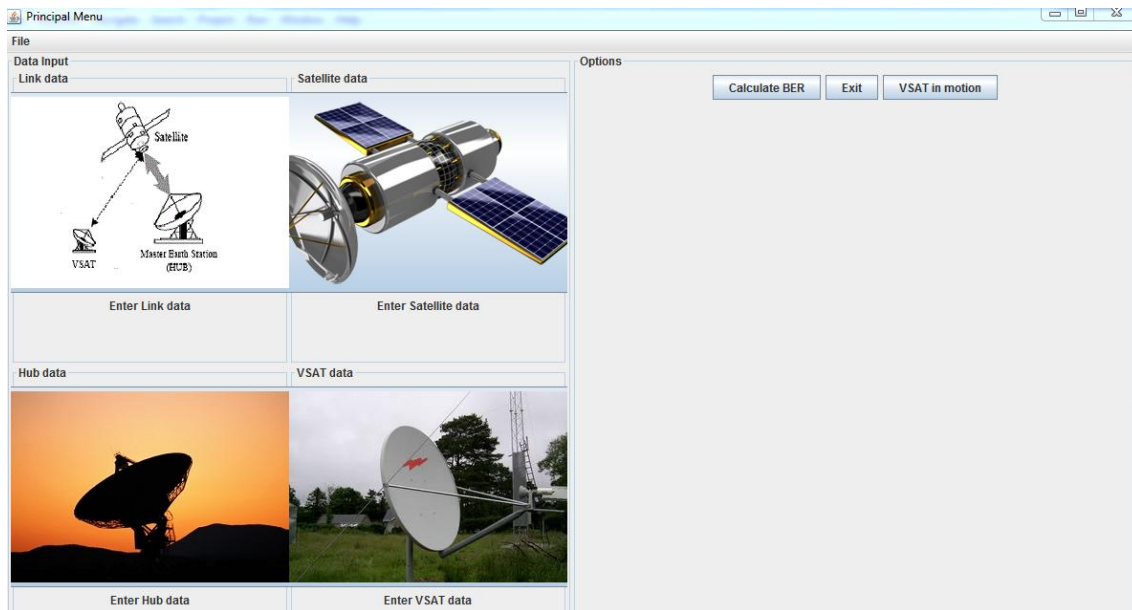 Principal Menu
File
Data Input
Link data
Satellite data
Satellite
VSAT
Master Earth Station
(HUB)
Enter Link data
Enter Satellite data
Hub data
VSAT data
Enter Hub data
Enter VSAT data
Options
Calculate BER
Exit
VSAT in motion